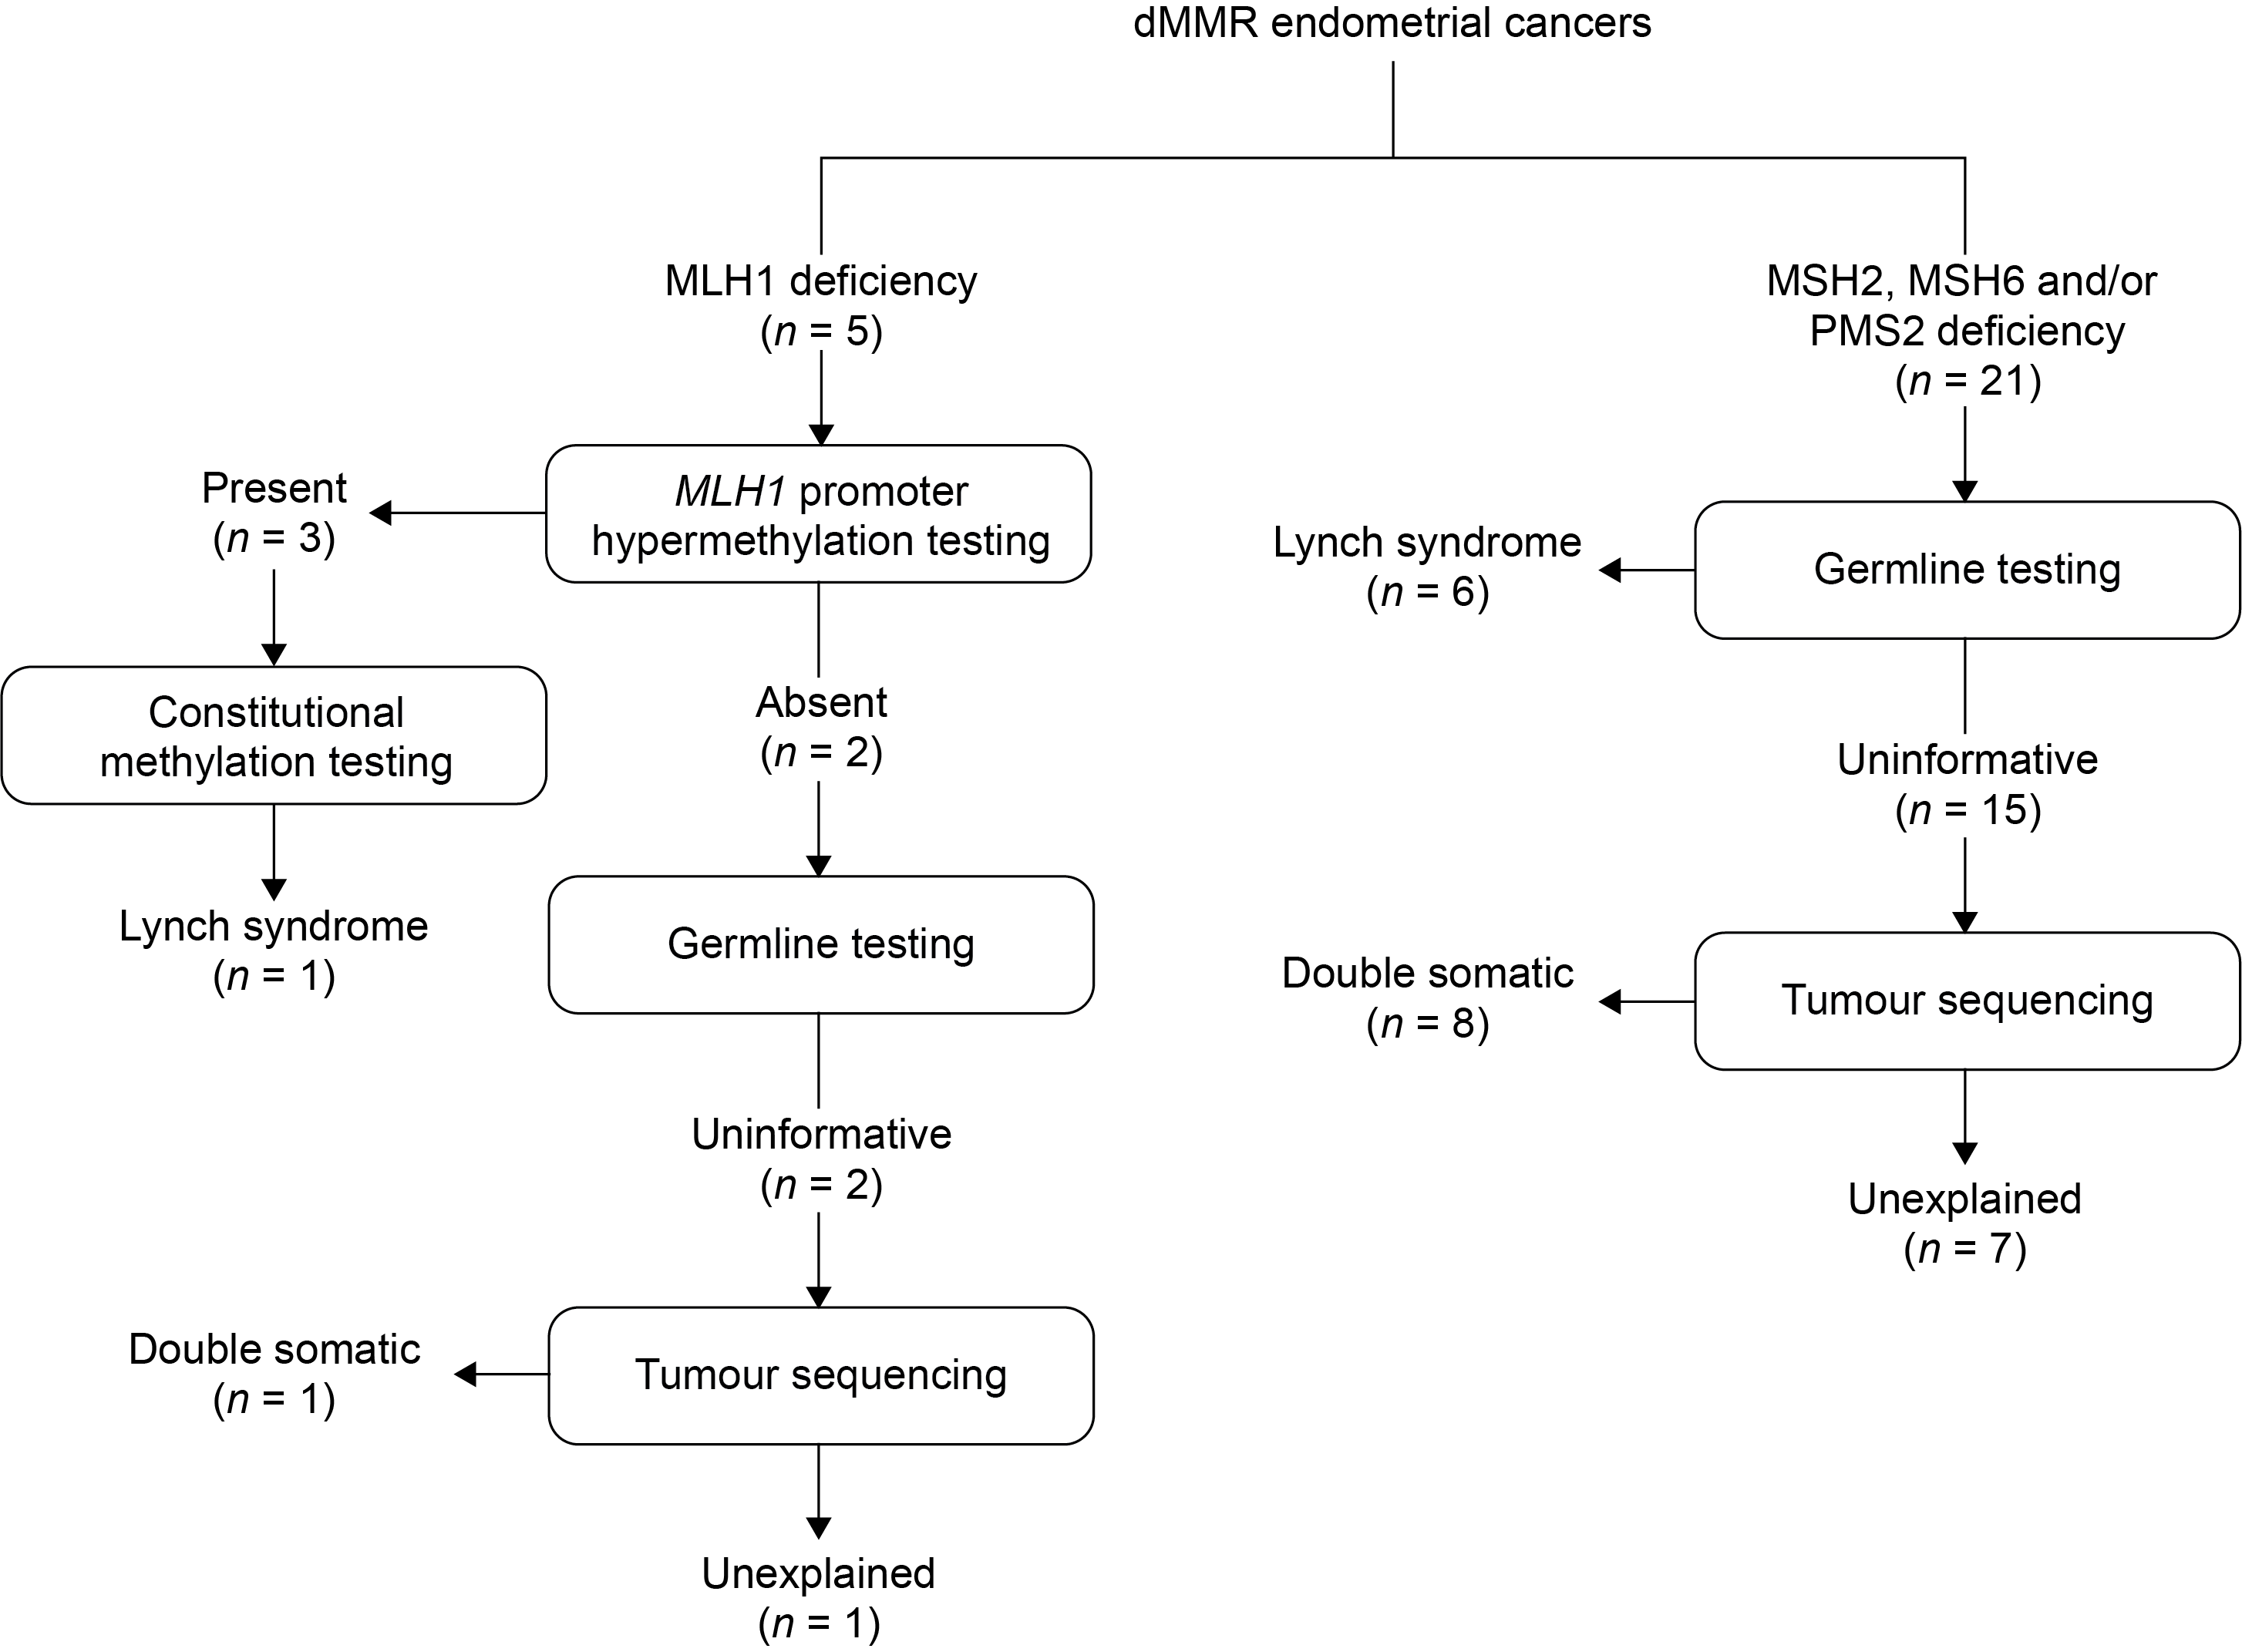 dMMR endometrial cancers
MLH1 deficiency
(n = 5)
MSH2, MSH6 and/or
PMS2 deficiency
(n = 21)
MLH1 promoter
hypermethylation testing
Present
(n = 3)
Constitutional
methylation testing
Lynch syndrome
(n = 1)
Absent
(n = 2)
Germline testing
Uninformative
(n = 2)
Tumour sequencing
Double somatic
(n = 1)
Unexplained
(n = 1)
Germline testing
Lynch syndrome
(n = 6)
Uninformative
(n = 15)
Tumour sequencing
Double somatic
(n = 8)
Unexplained
(n = 7)